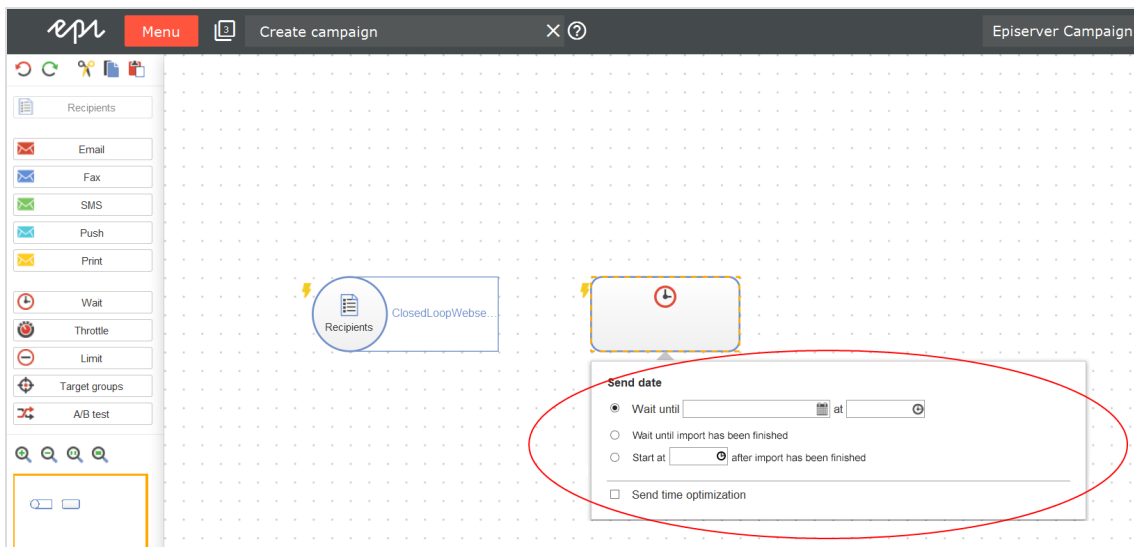 epi
Menu
3
Create campaign
Episerver Campaign
Recipients
Email
Fax
SMS
Push
Print
Wait
Throttle
Limit
Target groups
A/B test
Recipients
ClosedLoopWebse...
Send date
Wait until at
Wait until import has been finished
Start at after import has been finished
Send time optimization